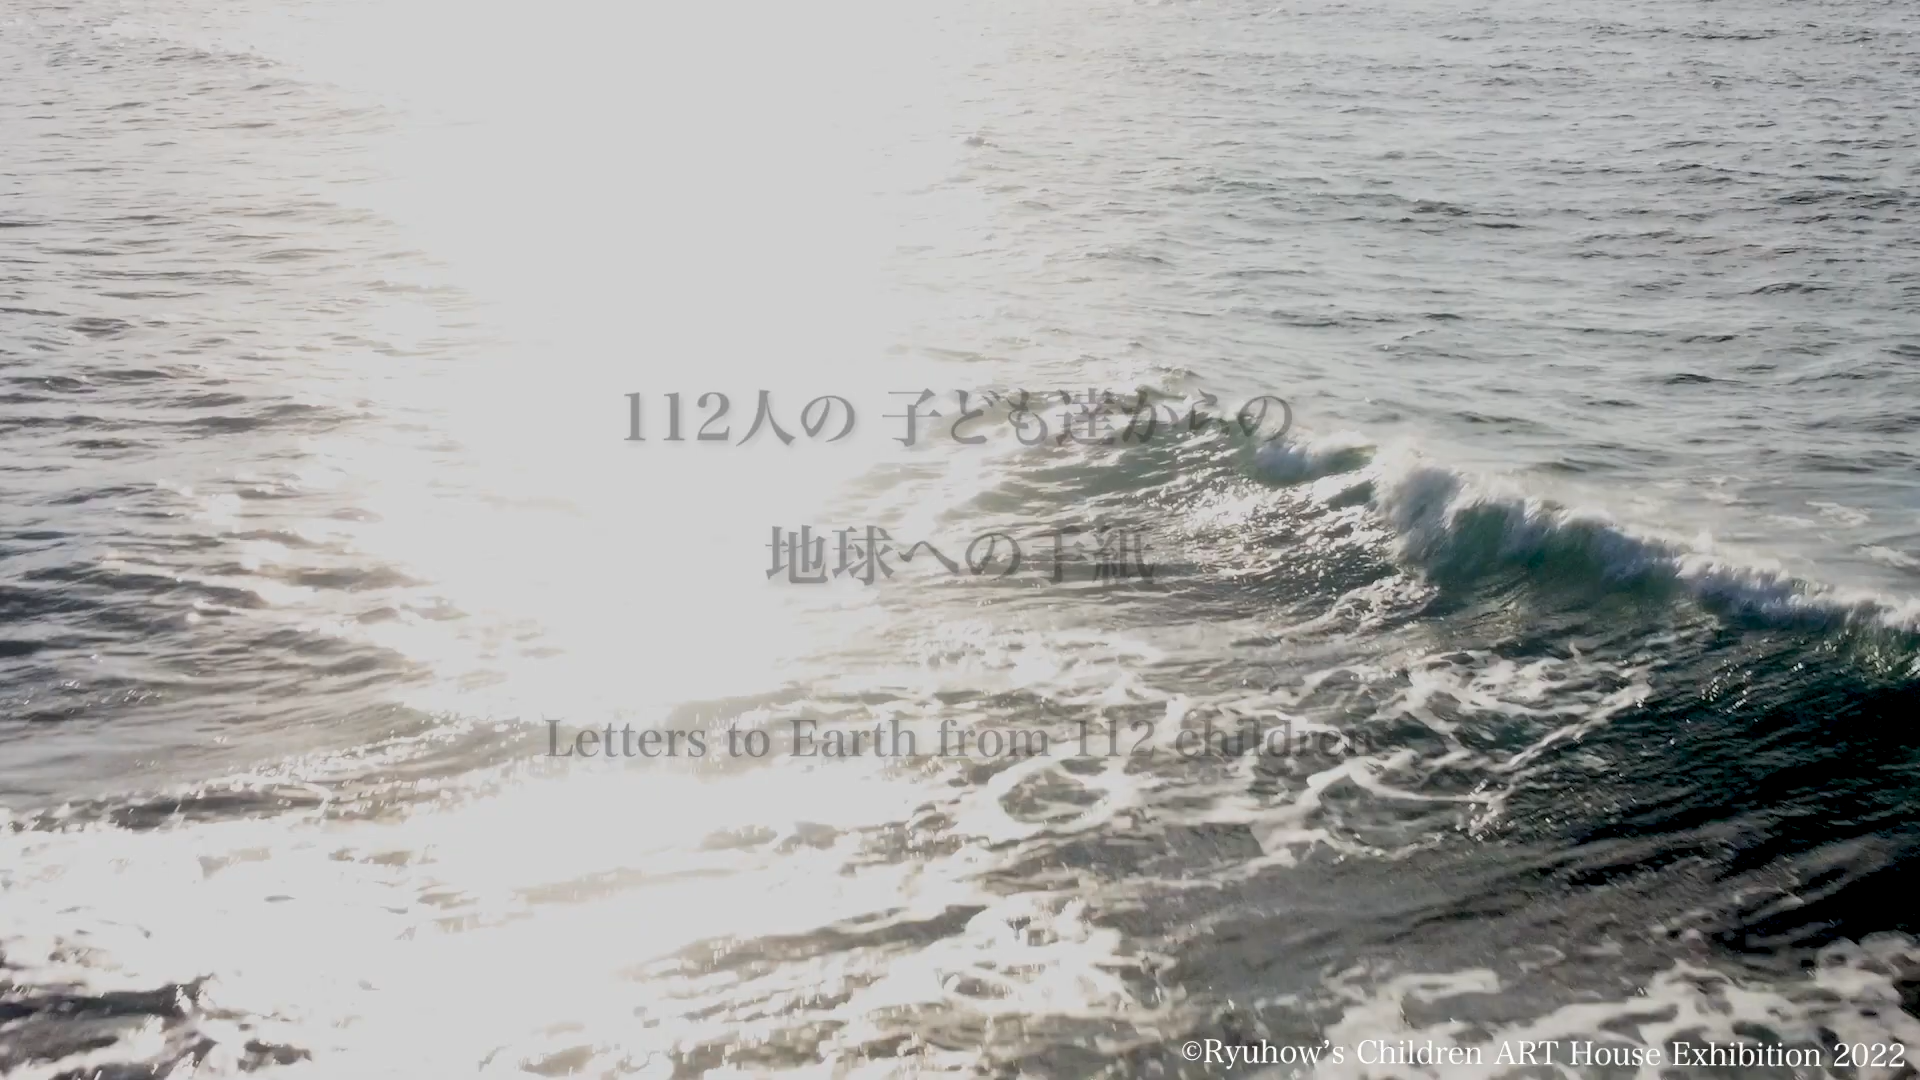 112人の 子ども達からの
地球への手紙
Letters to Earth from 112 children
©Ryuhow’s Children ART House Exhibition 2022